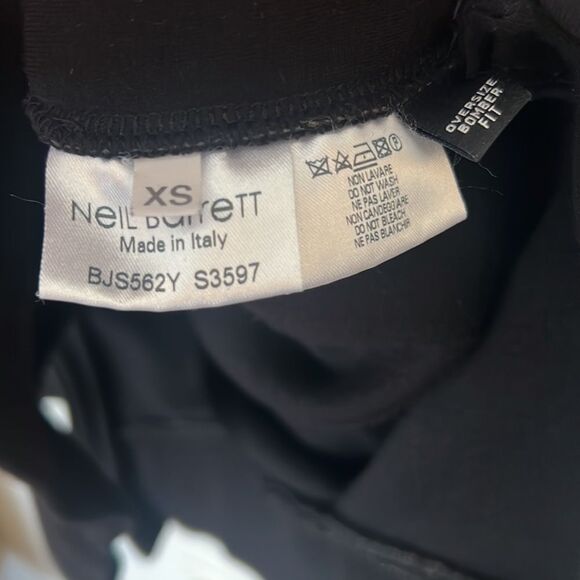 OVERSIZE
BOMBER
FIT
XS
NeiL BarreTT
Made in Italy
BJS562Y S3597
NON LAVARE
DO NOT WASH
NE PAS LAVER
NON CANDEGGIARE
DO NOT BLEACH
NE PAS BLANCHIR